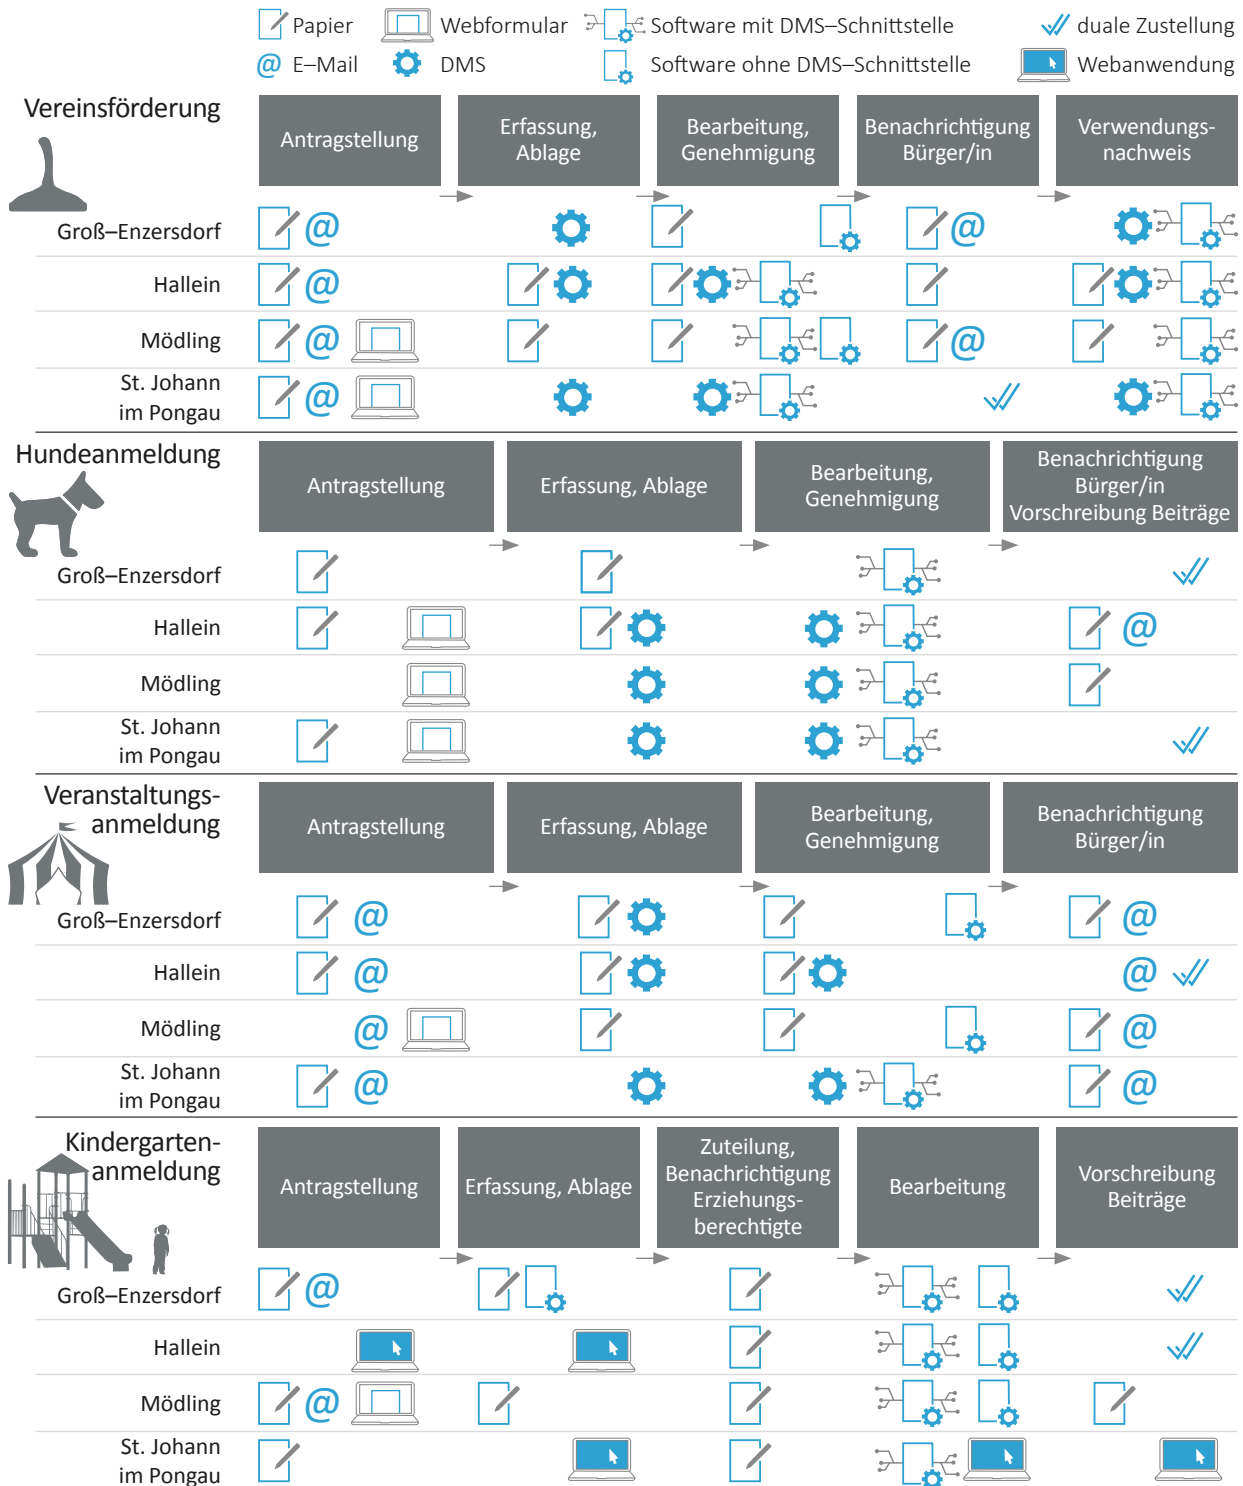 Papier
Webformular
Software mit DMS–Schnittstelle
duale Zustellung
@ E–Mail
DMS
Software ohne DMS–Schnittstelle
Webanwendung
Vereinsförderung
Antragstellung
Erfassung,
Ablage
Bearbeitung,
Genehmigung
Benachrichtigung
Bürger/in
Verwendungs-
nachweis
Groß–Enzersdorf
@
@
Hallein
@
Mödling
@
@
St. Johann
im Pongau
@
Hundeanmeldung
Antragstellung
Erfassung, Ablage
Bearbeitung,
Genehmigung
Benachrichtigung
Bürger/in
Vorschreibung Beiträge
Groß–Enzersdorf
Hallein
@
Mödling
St. Johann
im Pongau
Veranstaltungs-
anmeldung
Antragstellung
Erfassung, Ablage
Bearbeitung,
Genehmigung
Benachrichtigung
Bürger/in
Groß–Enzersdorf
@
@
Hallein
@
@
Mödling
@
@
St. Johann
im Pongau
@
@
Kindergarten-
anmeldung
Antragstellung
Erfassung, Ablage
Zuteilung,
Benachrichtigung
Erziehungs-
berechtigte
Bearbeitung
Vorschreibung
Beiträge
Groß–Enzersdorf
@
Hallein
Mödling
@
St. Johann
im Pongau